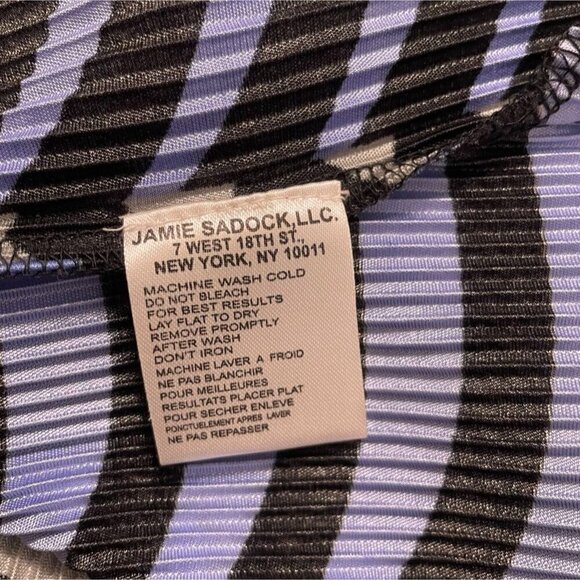 JAMIE SADOCK,LLC.
7 WEST 18TH ST.,
NEW YORK, NY 10011
MACHINE WASH COLD
DO NOT BLEACH
FOR BEST RESULTS
LAY FLAT TO DRY
REMOVE PROMPTLY
AFTER WASH
DON'T IRON
MACHINE LAVER A FROID
NE PAS BLANCHIR
POUR MEILLEURES
RESULTATS PLACER PLAT
POUR SECHER ENLEVE
PONCTUELEMENT APRES LAVER
NE PAS REPASSER